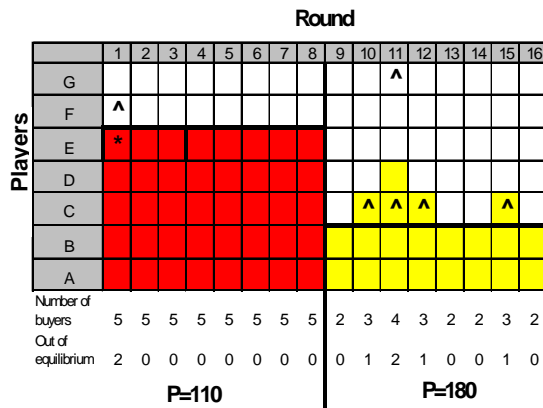 Round
1 2 3 4 5 6 7 8 9 10 11 12 13 14 15 16
Players
G ^
F ^
E *
D
C ^ ^ ^ ^
B
A
Number of
buyers 5 5 5 5 5 5 5 5 2 3 4 3 2 2 3 2
Out of
equilibrium 2 0 0 0 0 0 0 0 0 1 2 1 0 0 1 0
P=110 P=180